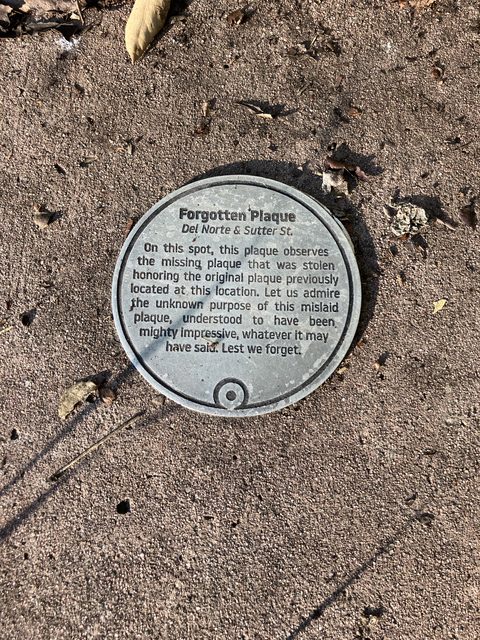 Forgotten Plaque
Del Norte & Sutter St.
On this spot, this plaque observes
the missing plaque that was stolen
honoring the original plaque previously
located at this location. Let us admire
the unknown purpose of this mislaid
plaque, understood to have been
mighty impressive, whatever it may
have said. Lest we forget.